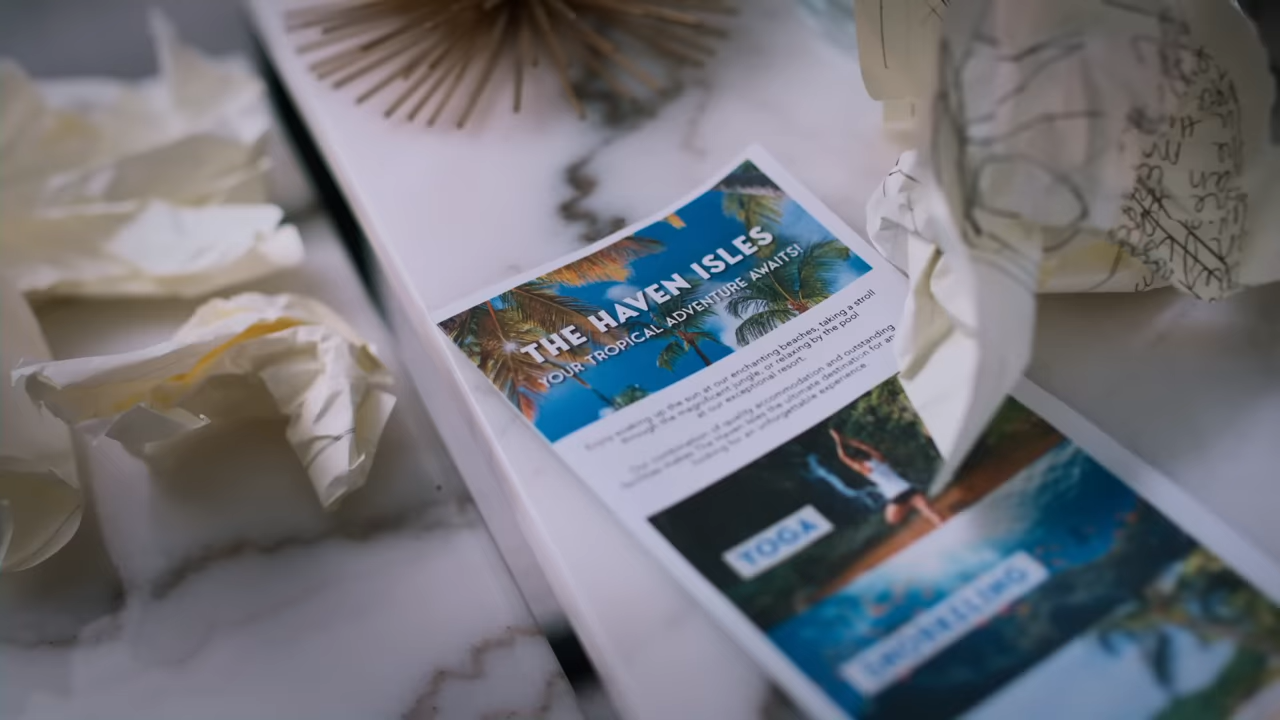 THE HAVEN ISLES
YOUR TROPICAL ADVENTURE AWAITS!
Enjoy soaking up the sun at our enchanting beaches, taking a stroll
through the magnificent jungle, or relaxing by the pool
at our exceptional resort.
Our combination of quality accommodation and outstanding
facilities makes The Haven Isles the ultimate destination for an
looking for an unforgettable experience.
YOGA
SNORKELING